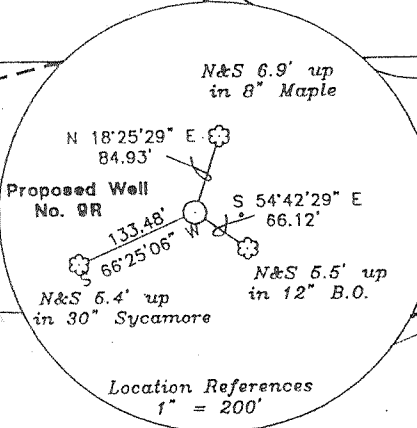 N&S 6.9' up
in 8" Maple
N 18°25'29" E
84.93'
Proposed Well
No. 9R
S 54°42'29" E
66.12'
133.48'
S 66°25'06" W
N&S 5.5' up
in 12" B.O.
N&S 6.4' up
in 30" Sycamore
Location References
1" = 200'